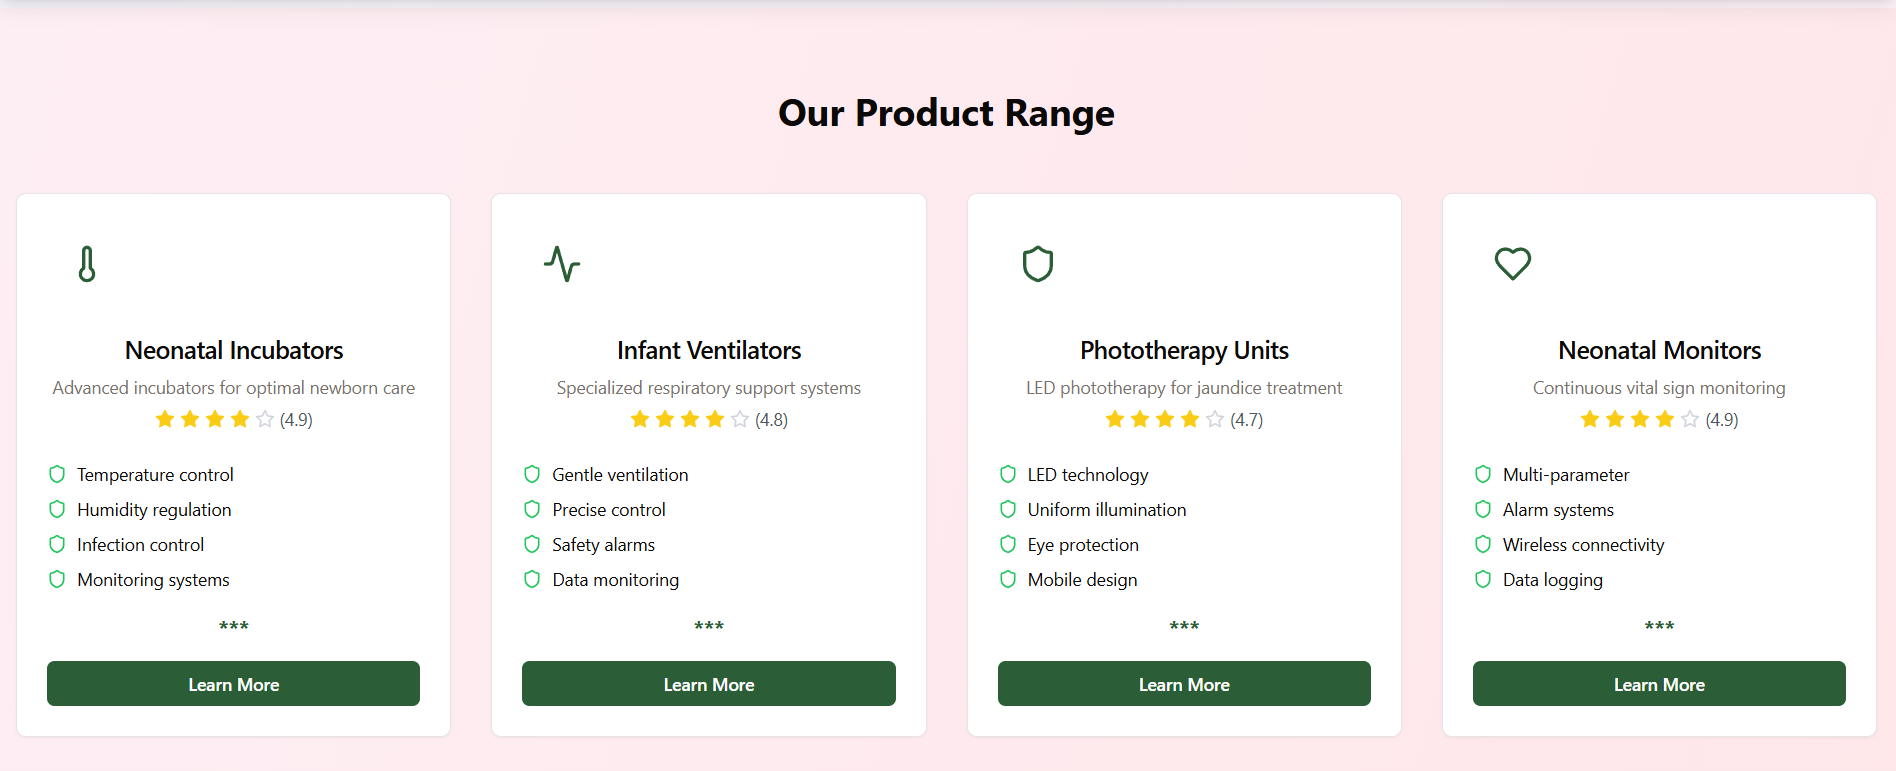 Our Product Range
Neonatal Incubators
Advanced incubators for optimal newborn care
(4.9)
Temperature control
Humidity regulation
Infection control
Monitoring systems
***
Learn More
Infant Ventilators
Specialized respiratory support systems
(4.8)
Gentle ventilation
Precise control
Safety alarms
Data monitoring
***
Learn More
Phototherapy Units
LED phototherapy for jaundice treatment
(4.7)
LED technology
Uniform illumination
Eye protection
Mobile design
***
Learn More
Neonatal Monitors
Continuous vital sign monitoring
(4.9)
Multi-parameter
Alarm systems
Wireless connectivity
Data logging
***
Learn More